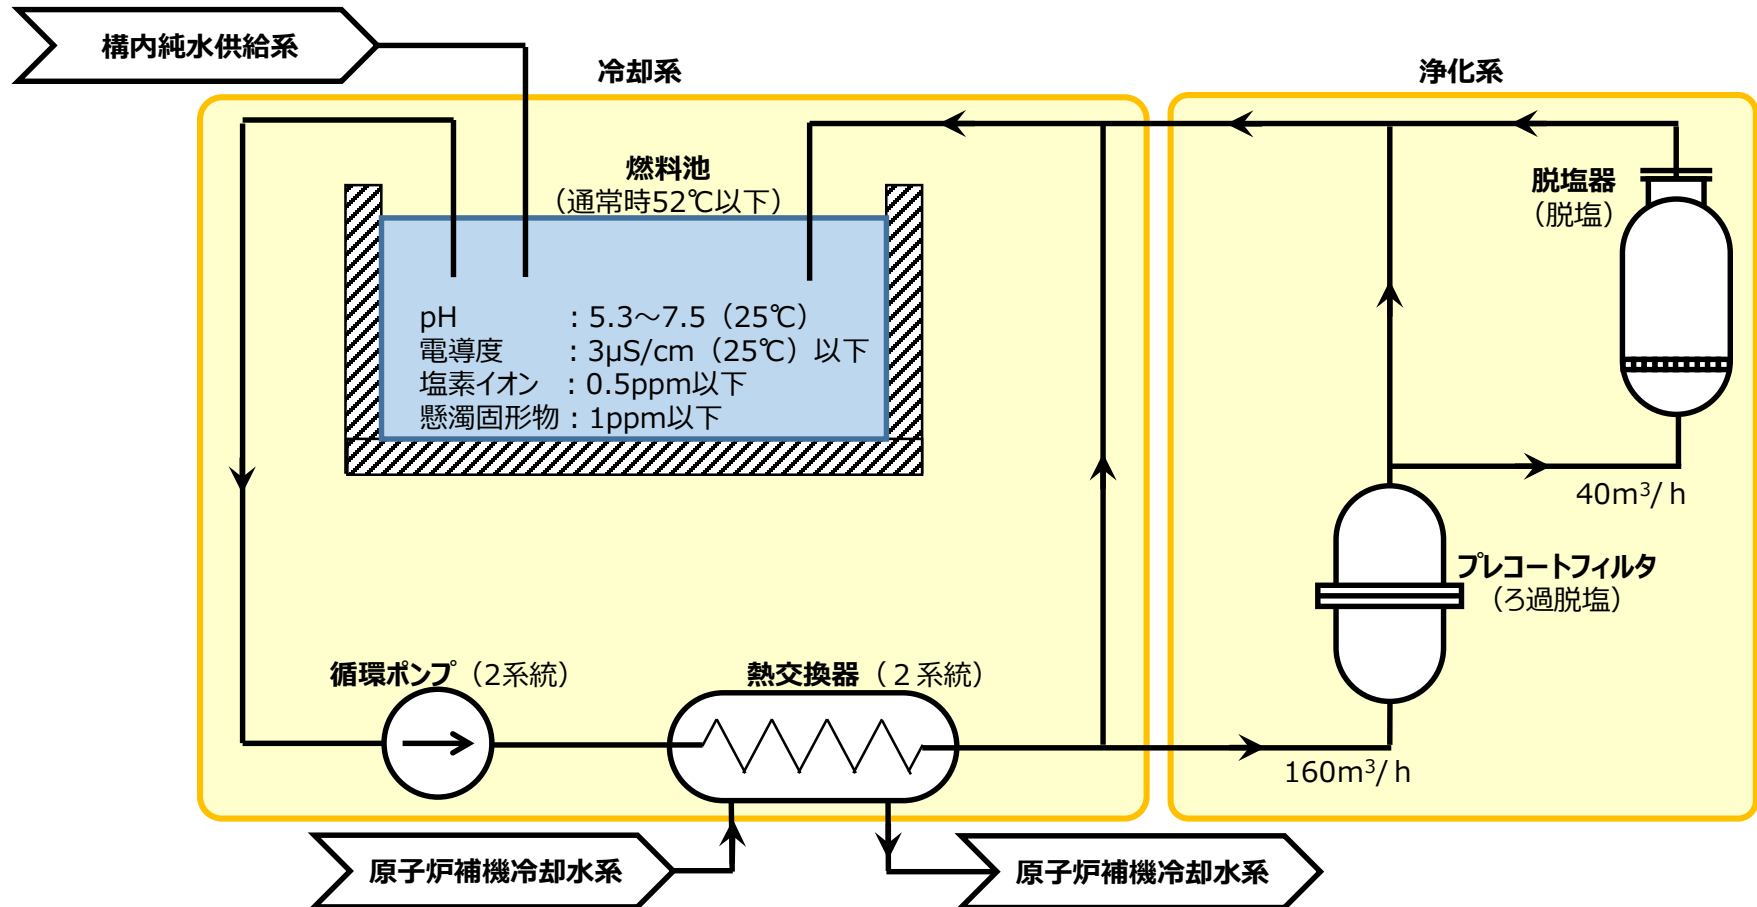 構内純水供給系
冷却系
浄化系
燃料池
（通常時52℃以下）
脱塩器
（脱塩）
pH : 5.3～7.5（25℃）
電導度 : 3μS/cm（25℃）以下
塩素イオン : 0.5ppm以下
懸濁固形物 : 1ppm以下
40m³/h
プレコートフィルタ
（ろ過脱塩）
循環ポンプ（2系統）
熱交換器（２系統）
160m³/h
原子炉補機冷却水系
原子炉補機冷却水系